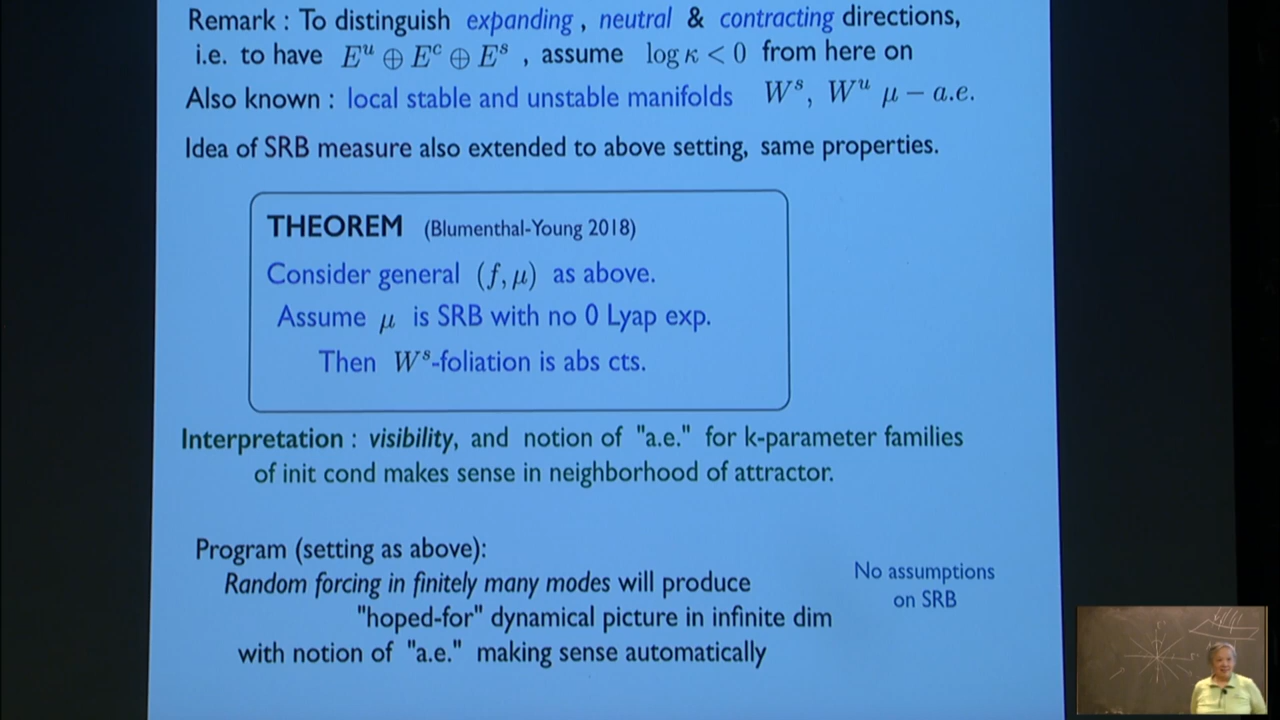 Remark : To distinguish expanding , neutral & contracting directions,
i.e. to have E^u ⊕ E^c ⊕ E^s , assume log κ < 0 from here on
Also known : local stable and unstable manifolds W^s, W^u μ − a.e.
Idea of SRB measure also extended to above setting, same properties.
THEOREM (Blumenthal-Young 2018)
Consider general (f, μ) as above.
Assume μ is SRB with no 0 Lyap exp.
Then W^s-foliation is abs cts.
Interpretation : visibility, and notion of "a.e." for k-parameter families
of init cond makes sense in neighborhood of attractor.
Program (setting as above):
Random forcing in finitely many modes will produce
"hoped-for" dynamical picture in infinite dim
with notion of "a.e." making sense automatically
No assumptions
on SRB